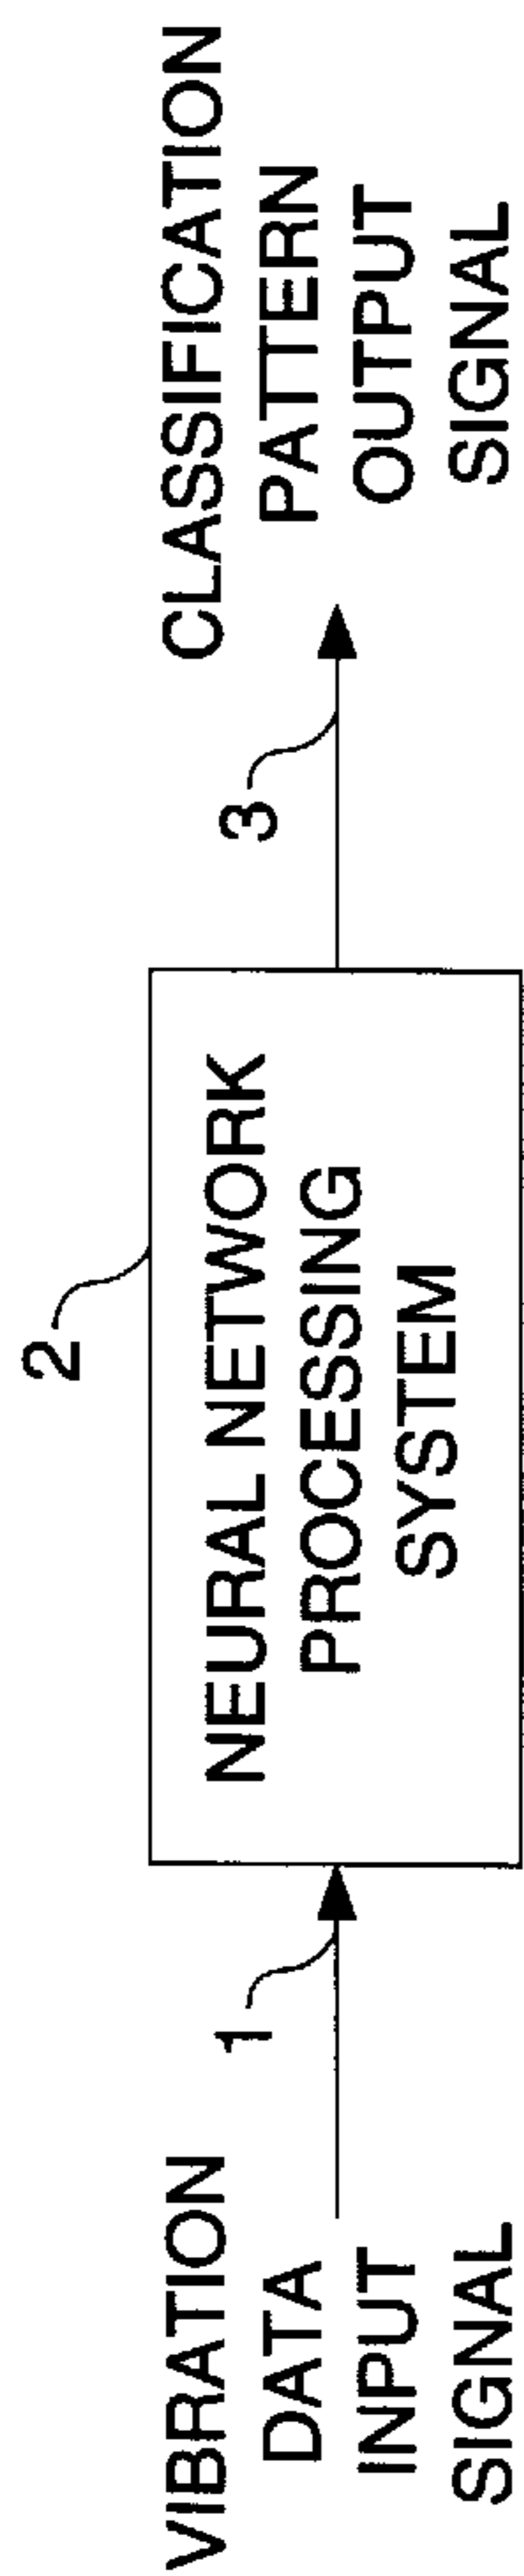 VIBRATION
DATA
INPUT
SIGNAL
1
2
NEURAL NETWORK
PROCESSING
SYSTEM
3
CLASSIFICATION
PATTERN
OUTPUT
SIGNAL